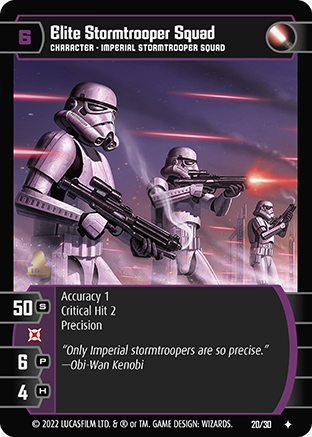 6 Elite Stormtrooper Squad
CHARACTER - IMPERIAL STORMTROOPER SQUAD
50 S
Accuracy 1
Critical Hit 2
Precision
6 P
“Only Imperial stormtroopers are so precise.”
—Obi-Wan Kenobi
4 H
© 2022 LUCASFILM LTD. & ® or TM. GAME DESIGN: WIZARDS. 20/30